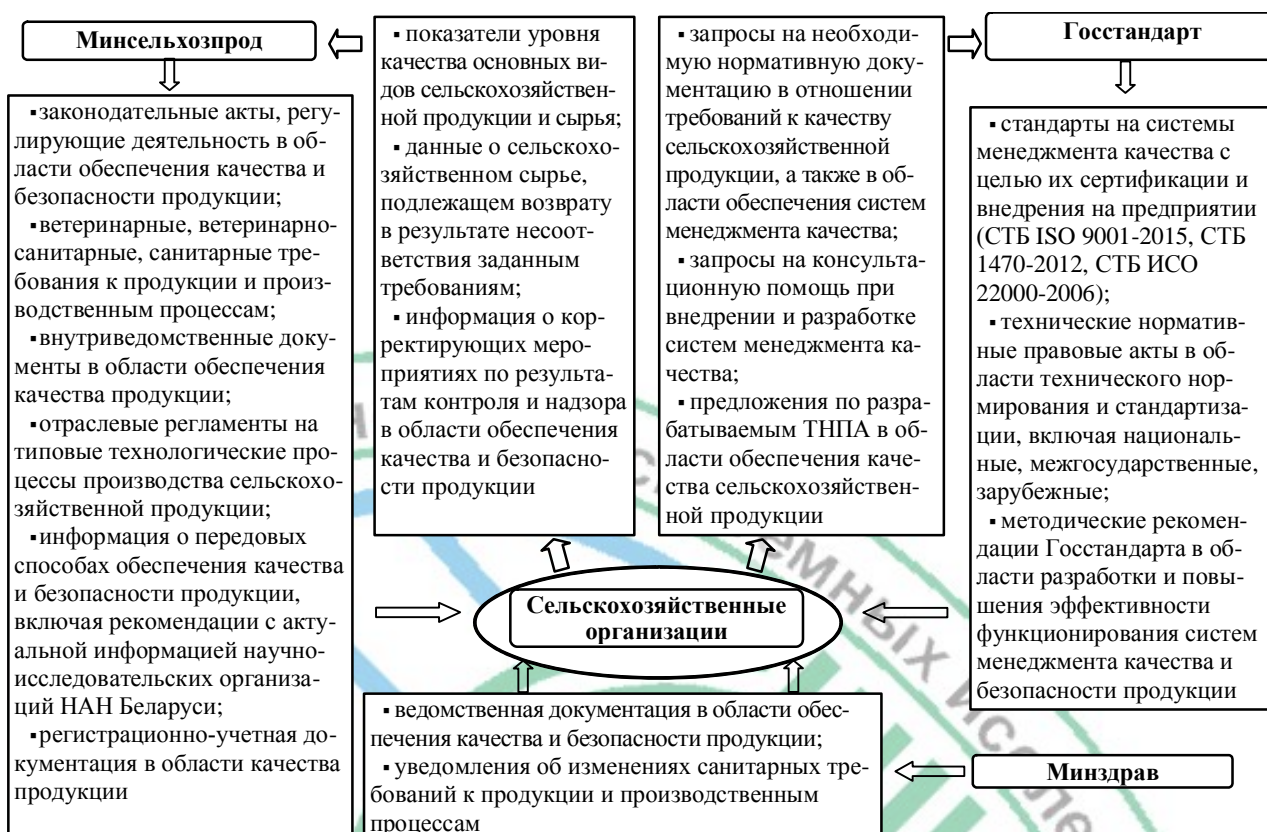 Минсельхозпрод
▪законодательные акты, регу-
лирующие деятельность в об-
ласти обеспечения качества и
безопасности продукции;
▪ветеринарные, ветеринарно-
санитарные, санитарные тре-
бования к продукции и произ-
водственным процессам;
▪внутриведомственные доку-
менты в области обеспечения
качества продукции;
▪отраслевые регламенты на
типовые технологические про-
цессы производства сельскохо-
зяйственной продукции;
▪информация о передовых
способах обеспечения качества
и безопасности продукции,
включая рекомендации с акту-
альной информацией научно-
исследовательских организа-
ций НАН Беларуси;
▪регистрационно-учетная до-
кументация в области качества
продукции
▪ показатели уровня
качества основных ви-
дов сельскохозяйствен-
ной продукции и сырья;
▪ данные о сельскохо-
зяйственном сырье,
подлежащем возврату
в результате несоот-
ветствия заданным
требованиям;
▪ информация о кор-
ректирующих меро-
приятиях по результа-
там контроля и надзора
в области обеспечения
качества и безопасно-
сти продукции
▪ запросы на необходи-
мую нормативную доку-
ментацию в отношении
требований к качеству
сельскохозяйственной
продукции, а также в об-
ласти обеспечения систем
менеджмента качества;
▪ запросы на консульта-
ционную помощь при
внедрении и разработке
систем менеджмента ка-
чества;
▪ предложения по разра-
батываемым ТНПА в об-
ласти обеспечения каче-
ства сельскохозяйствен-
ной продукции
Госстандарт
▪ стандарты на системы
менеджмента качества с
целью их сертификации и
внедрения на предприятии
(СТБ ISO 9001-2015, СТБ
1470-2012, СТБ ИСО
22000-2006);
▪ технические норматив-
ные правовые акты в об-
ласти технического нор-
мирования и стандартиза-
ции, включая националь-
ные, межгосударственные,
зарубежные;
▪ методические рекомен-
дации Госстандарта в об-
ласти разработки и повы-
шения эффективности
функционирования систем
менеджмента качества и
безопасности продукции
Сельскохозяйственные
организации
▪ ведомственная документация в области обес-
печения качества и безопасности продукции;
▪ уведомления об изменениях санитарных тре-
бований к продукции и производственным
процессам
Минздрав